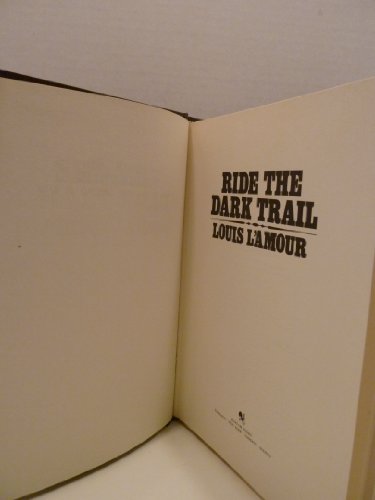 RIDE THE
DARK TRAIL
LOUIS L'AMOUR